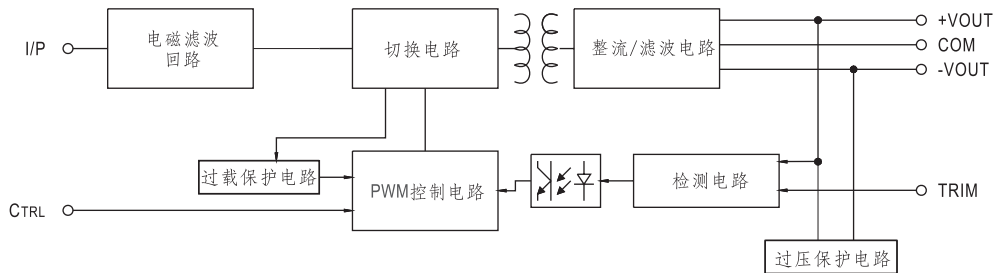 I/P
电磁滤波
回路
切换电路
整流/滤波电路
+VOUT
COM
-VOUT
过载保护电路
PWM控制电路
检测电路
TRIM
CTRL
过压保护电路